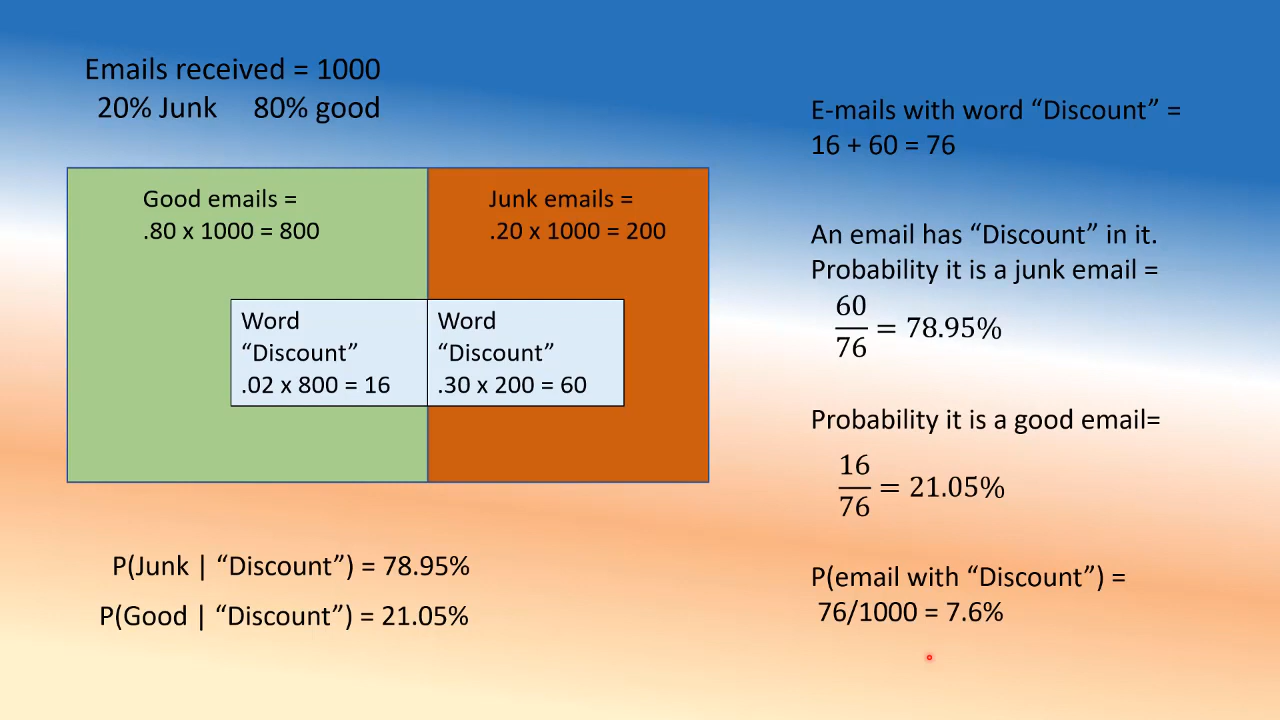 Emails received = 1000
20% Junk 80% good
Good emails =
.80 x 1000 = 800
Junk emails =
.20 x 1000 = 200
Word
“Discount”
.02 x 800 = 16
Word
“Discount”
.30 x 200 = 60
P(Junk | “Discount”) = 78.95%
P(Good | “Discount”) = 21.05%
E-mails with word “Discount” =
16 + 60 = 76
An email has “Discount” in it.
Probability it is a junk email =
60/76 = 78.95%
Probability it is a good email=
16/76 = 21.05%
P(email with “Discount”) =
76/1000 = 7.6%